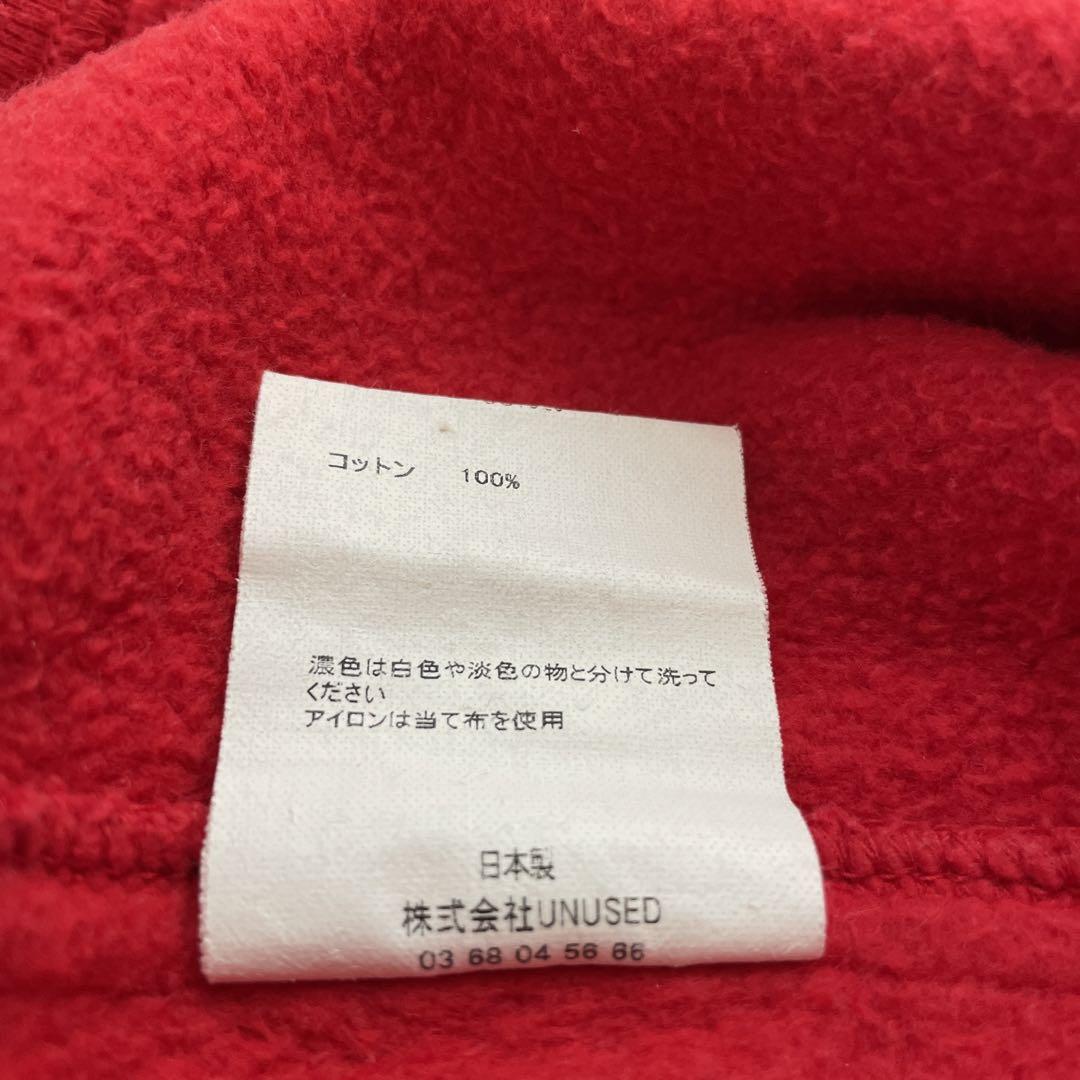 コットン 100%
濃色は白色や淡色の物と分けて洗って
ください
アイロンは当て布を使用
日本製
株式会社UNUSED
03 68 04 56 66